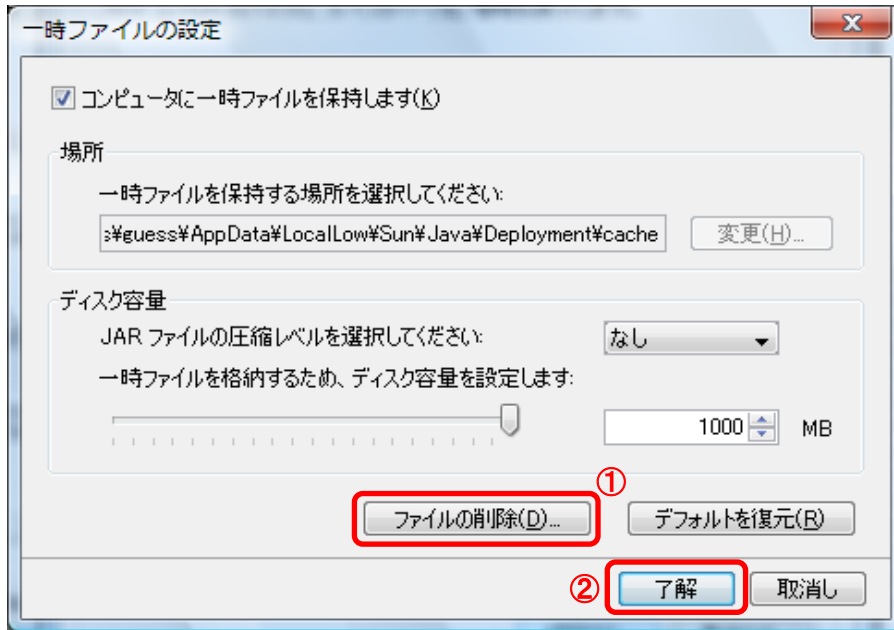 一時ファイルの設定
コンピュータに一時ファイルを保持します(K)
場所
一時ファイルを保持する場所を選択してください:
s¥guess¥AppData¥LocalLow¥Sun¥Java¥Deployment¥cache 変更(H)...
ディスク容量
JAR ファイルの圧縮レベルを選択してください: なし
一時ファイルを格納するため、ディスク容量を設定します:
1000 MB
①
ファイルの削除(D)... デフォルトを復元(R)
② 了解 取消し